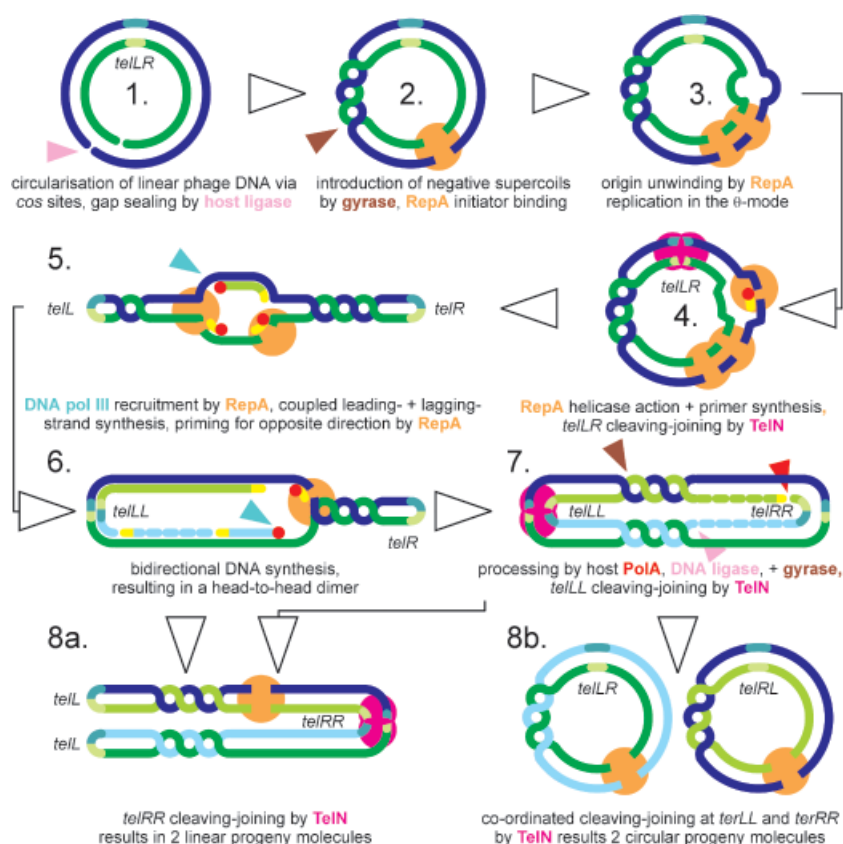 telLR
1.
2.
3.
circularisation of linear phage DNA via
cos sites, gap sealing by host ligase
introduction of negative supercoils
by gyrase, RepA initiator binding
origin unwinding by RepA
replication in the θ-mode
5.
telL
telR
telLR
4.
DNA pol III recruitment by RepA, coupled leading- + lagging-
strand synthesis, priming for opposite direction by RepA
RepA helicase action + primer synthesis,
telLR cleaving-joining by TelN
6.
telLL
telR
7.
telLL
telRR
bidirectional DNA synthesis,
resulting in a head-to-head dimer
processing by host PolA, DNA ligase, + gyrase,
telLL cleaving-joining by TelN
8a.
telL
telRR
telL
8b.
telLR
telRL
telRR cleaving-joining by TelN
results in 2 linear progeny molecules
co-ordinated cleaving-joining at terLL and terRR
by TelN results 2 circular progeny molecules